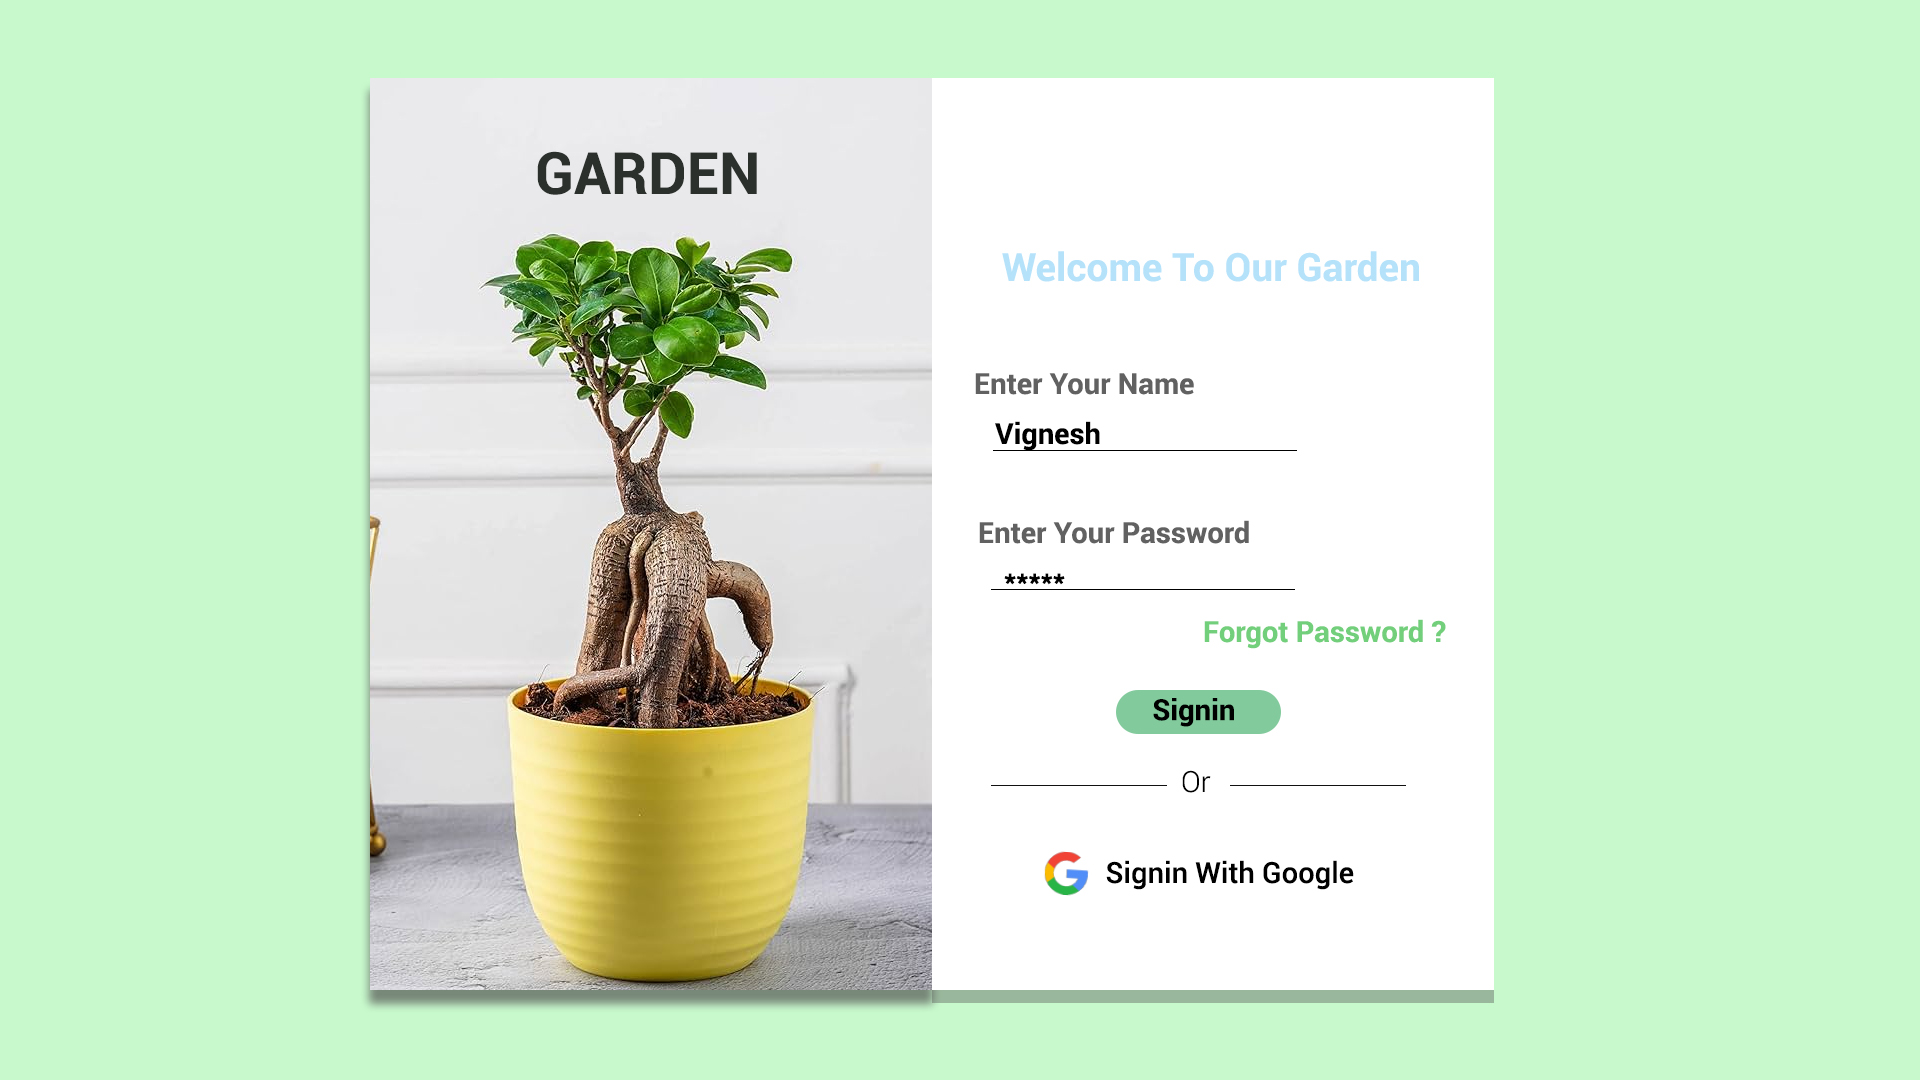 GARDEN
Welcome To Our Garden
Enter Your Name
Vignesh
Enter Your Password
*****
Forgot Password ?
Signin
Or
Signin With Google